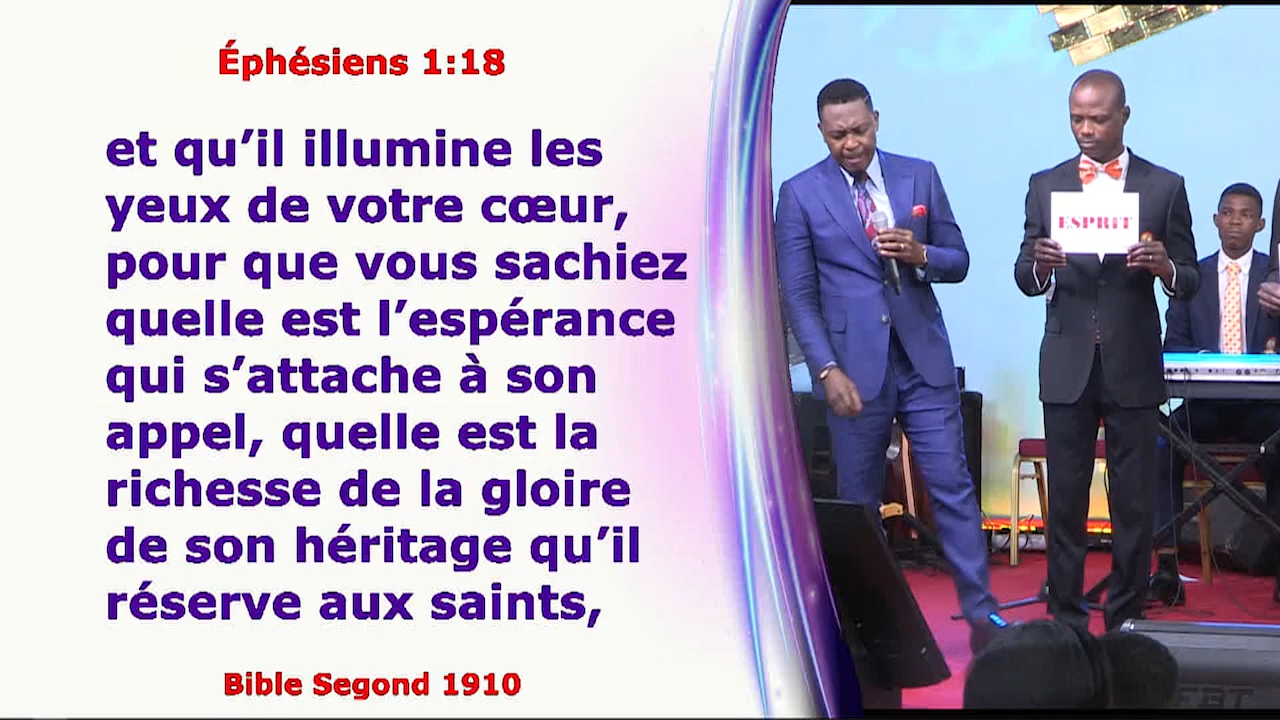 Éphésiens 1:18
et qu’il illumine les
yeux de votre cœur,
pour que vous sachiez
quelle est l’espérance
qui s’attache à son
appel, quelle est la
richesse de la gloire
de son héritage qu’il
réserve aux saints,
Bible Segond 1910
ESPRIT
FBT